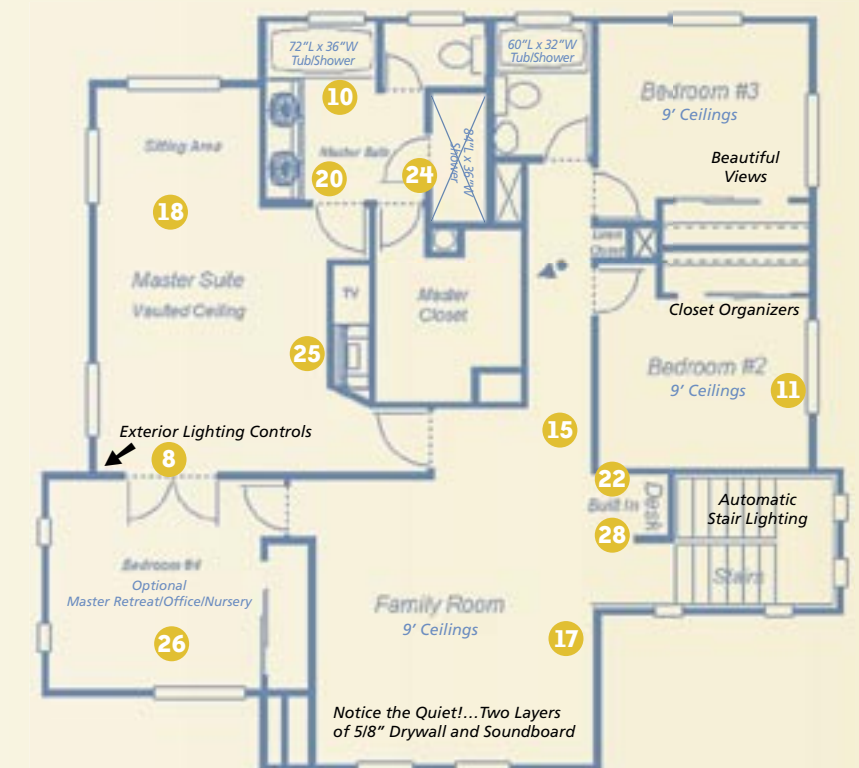 72"L x 36"W
Tub/Shower
60"L x 32"W
Tub/Shower
10
Bedroom #3
9' Ceilings
Sitting Area
Master Bath
84"L x 36"W
Shower
Beautiful
Views
20
24
18
Linen
Closet
Master Suite
Vaulted Ceiling
TV
Master
Closet
Closet Organizers
25
Bedroom #2
9' Ceilings
11
Exterior Lighting Controls
15
8
22
Built In
Desk
28
Automatic
Stair Lighting
Stairs
Bedroom #4
Optional
Master Retreat/Office/Nursery
26
Family Room
9' Ceilings
17
Notice the Quiet!...Two Layers
of 5/8" Drywall and Soundboard